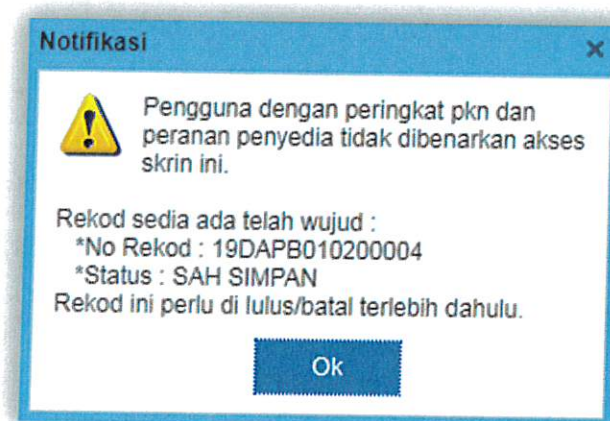 Notifikasi
Pengguna dengan peringkat pkn dan
peranan penyedia tidak dibenarkan akses
skrin ini.
Rekod sedia ada telah wujud :
*No Rekod : 19DAPB010200004
*Status : SAH SIMPAN
Rekod ini perlu di lulus/batal terlebih dahulu.
Ok